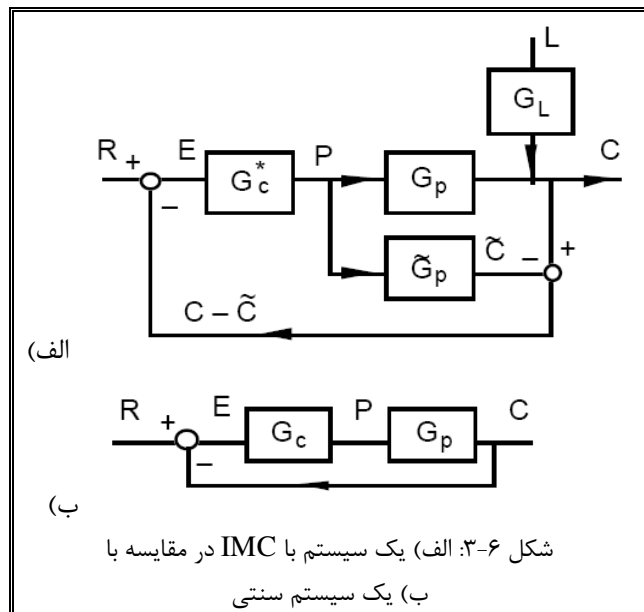 L
G_L
R + E G_c^* P G_p C
−
G̃_p C̃ − +
C – C̃
الف)
R + E G_c P G_p C
−
ب)
شکل ۶-۳: الف) یک سیستم با IMC در مقایسه با
ب) یک سیستم سنتی